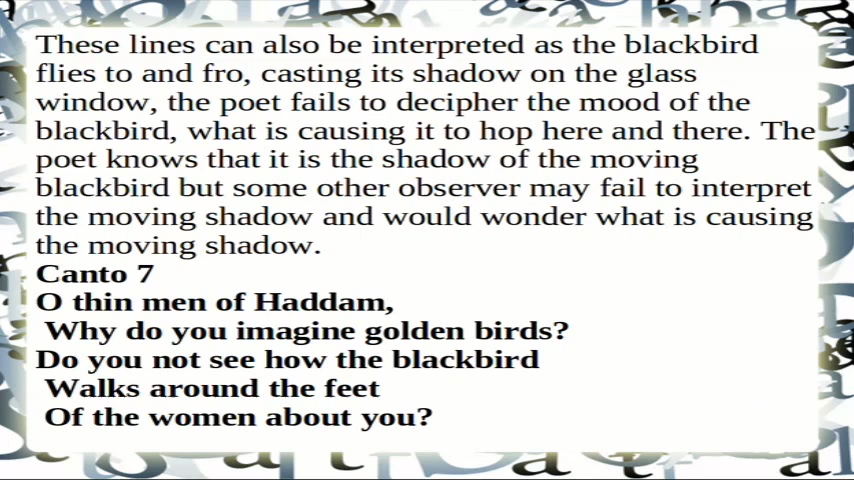 These lines can also be interpreted as the blackbird
flies to and fro, casting its shadow on the glass
window, the poet fails to decipher the mood of the
blackbird, what is causing it to hop here and there. The
poet knows that it is the shadow of the moving
blackbird but some other observer may fail to interpret
the moving shadow and would wonder what is causing
the moving shadow.
Canto 7
O thin men of Haddam,
Why do you imagine golden birds?
Do you not see how the blackbird
Walks around the feet
Of the women about you?